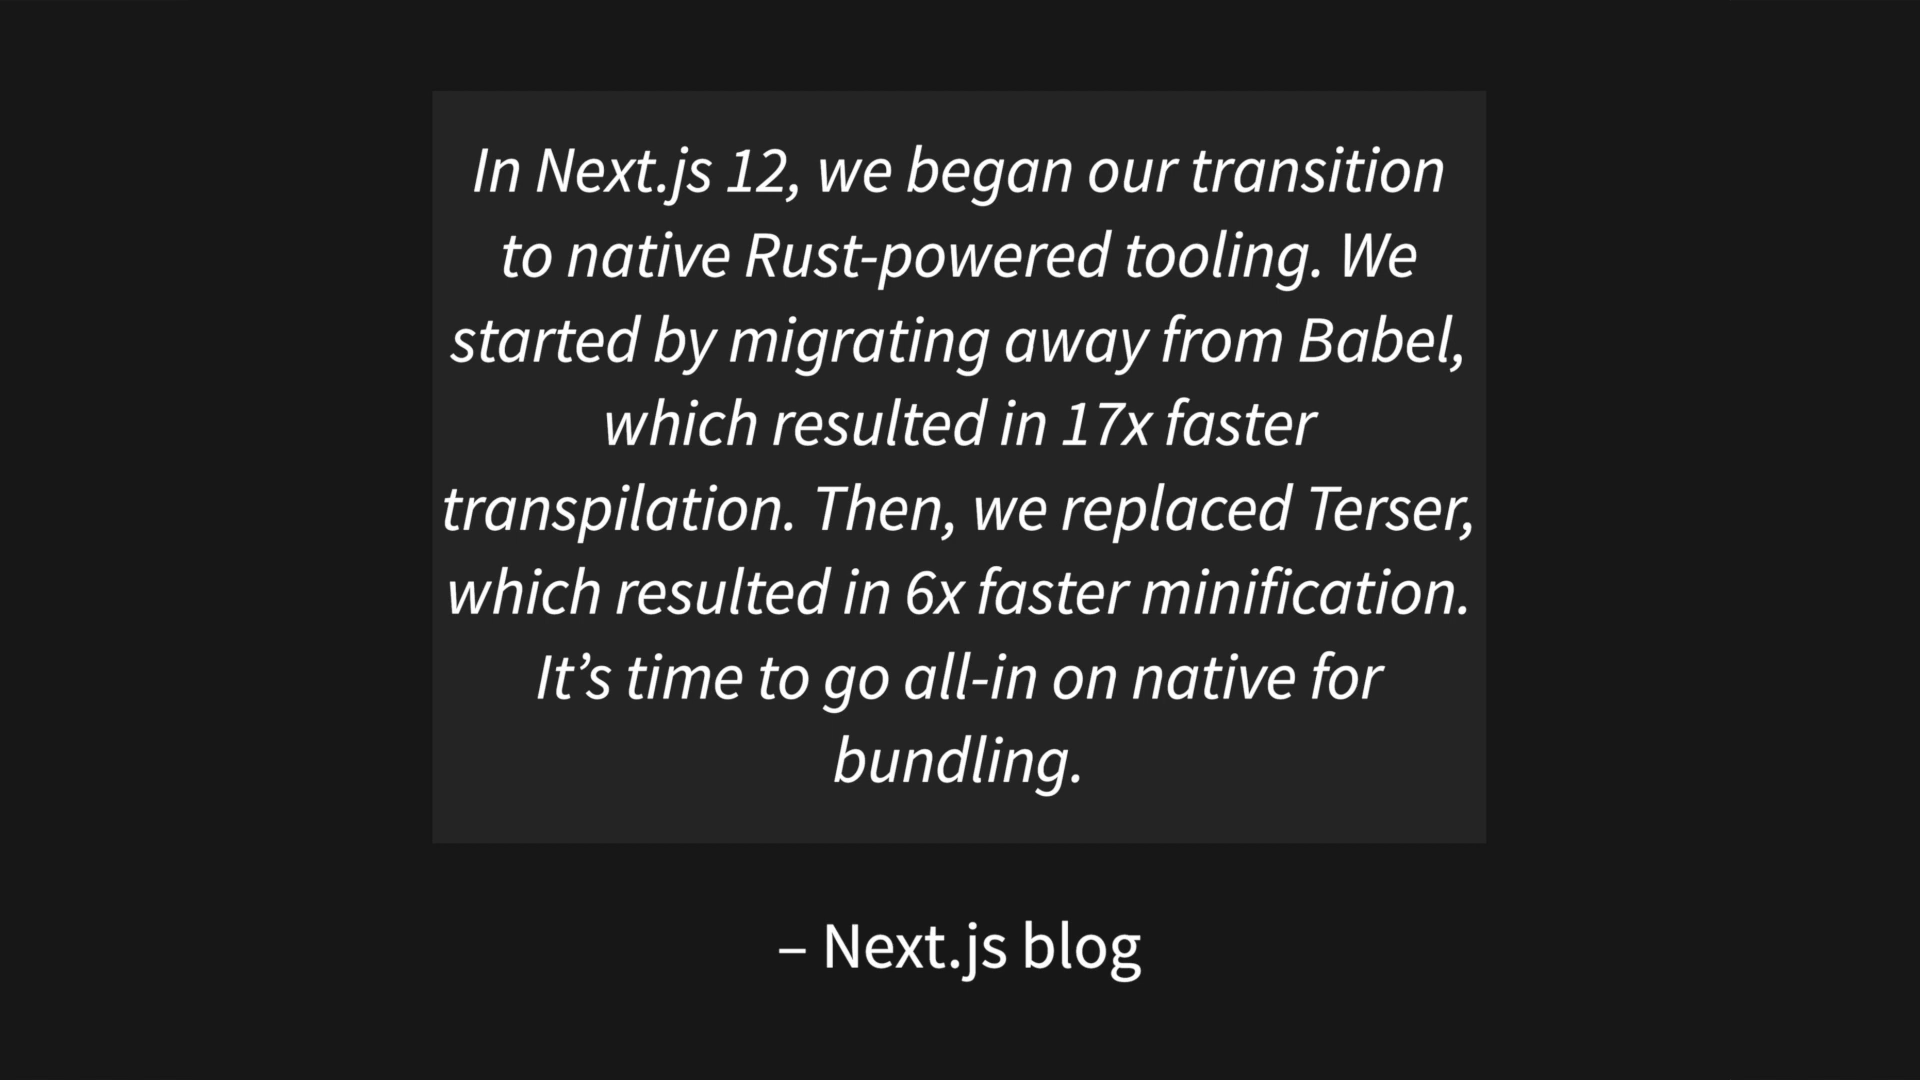 In Next.js 12, we began our transition
to native Rust-powered tooling. We
started by migrating away from Babel,
which resulted in 17x faster
transpilation. Then, we replaced Terser,
which resulted in 6x faster minification.
It’s time to go all-in on native for
bundling.
– Next.js blog